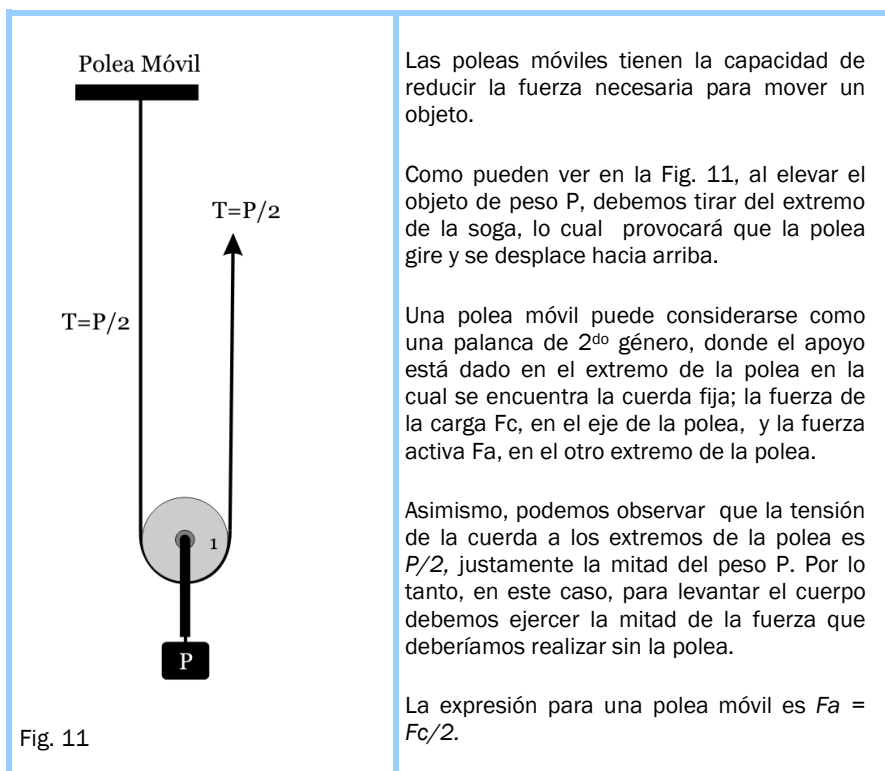 Polea Móvil
T=P/2
T=P/2
1
P
Fig. 11
Las poleas móviles tienen la capacidad de
reducir la fuerza necesaria para mover un
objeto.
Como pueden ver en la Fig. 11, al elevar el
objeto de peso P, debemos tirar del extremo
de la soga, lo cual provocará que la polea
gire y se desplace hacia arriba.
Una polea móvil puede considerarse como
una palanca de 2do género, donde el apoyo
está dado en el extremo de la polea en la
cual se encuentra la cuerda fija; la fuerza de
la carga Fc, en el eje de la polea, y la fuerza
activa Fa, en el otro extremo de la polea.
Asimismo, podemos observar que la tensión
de la cuerda a los extremos de la polea es
P/2, justamente la mitad del peso P. Por lo
tanto, en este caso, para levantar el cuerpo
debemos ejercer la mitad de la fuerza que
deberíamos realizar sin la polea.
La expresión para una polea móvil es Fa =
Fc/2.